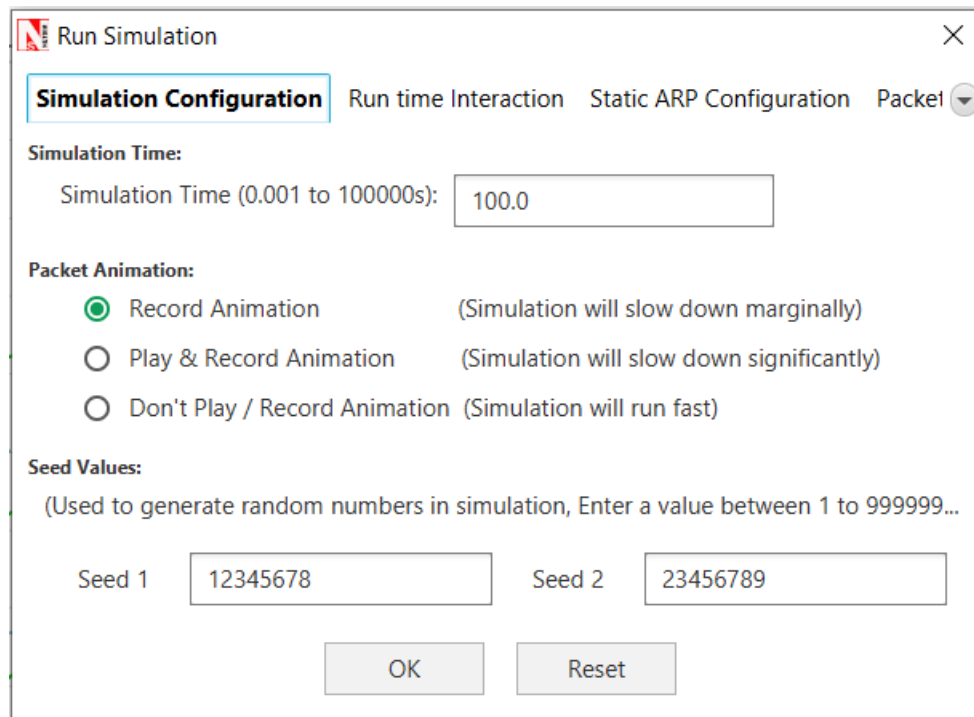 Run Simulation
Simulation Configuration Run time Interaction Static ARP Configuration Packet
Simulation Time:
Simulation Time (0.001 to 100000s): 100.0
Packet Animation:
Record Animation (Simulation will slow down marginally)
Play & Record Animation (Simulation will slow down significantly)
Don't Play / Record Animation (Simulation will run fast)
Seed Values:
(Used to generate random numbers in simulation, Enter a value between 1 to 999999...
Seed 1 12345678 Seed 2 23456789
OK Reset